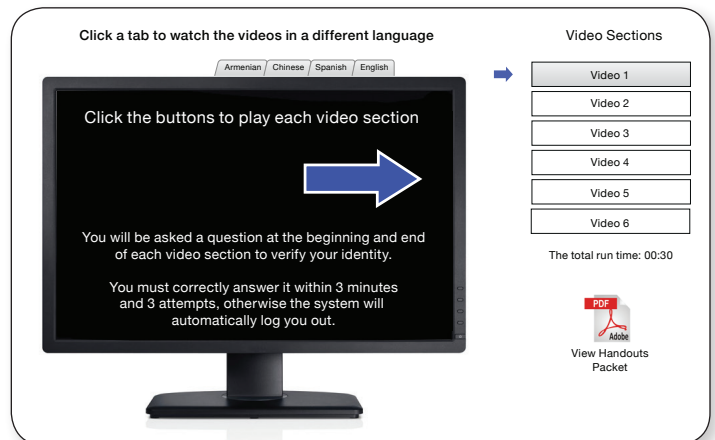 Click a tab to watch the videos in a different language
Armenian
Chinese
Spanish
English
Click the buttons to play each video section
You will be asked a question at the beginning and end
of each video section to verify your identity.
You must correctly answer it within 3 minutes
and 3 attempts, otherwise the system will
automatically log you out.
Video Sections
Video 1
Video 2
Video 3
Video 4
Video 5
Video 6
The total run time: 00:30
PDF
Adobe
View Handouts
Packet